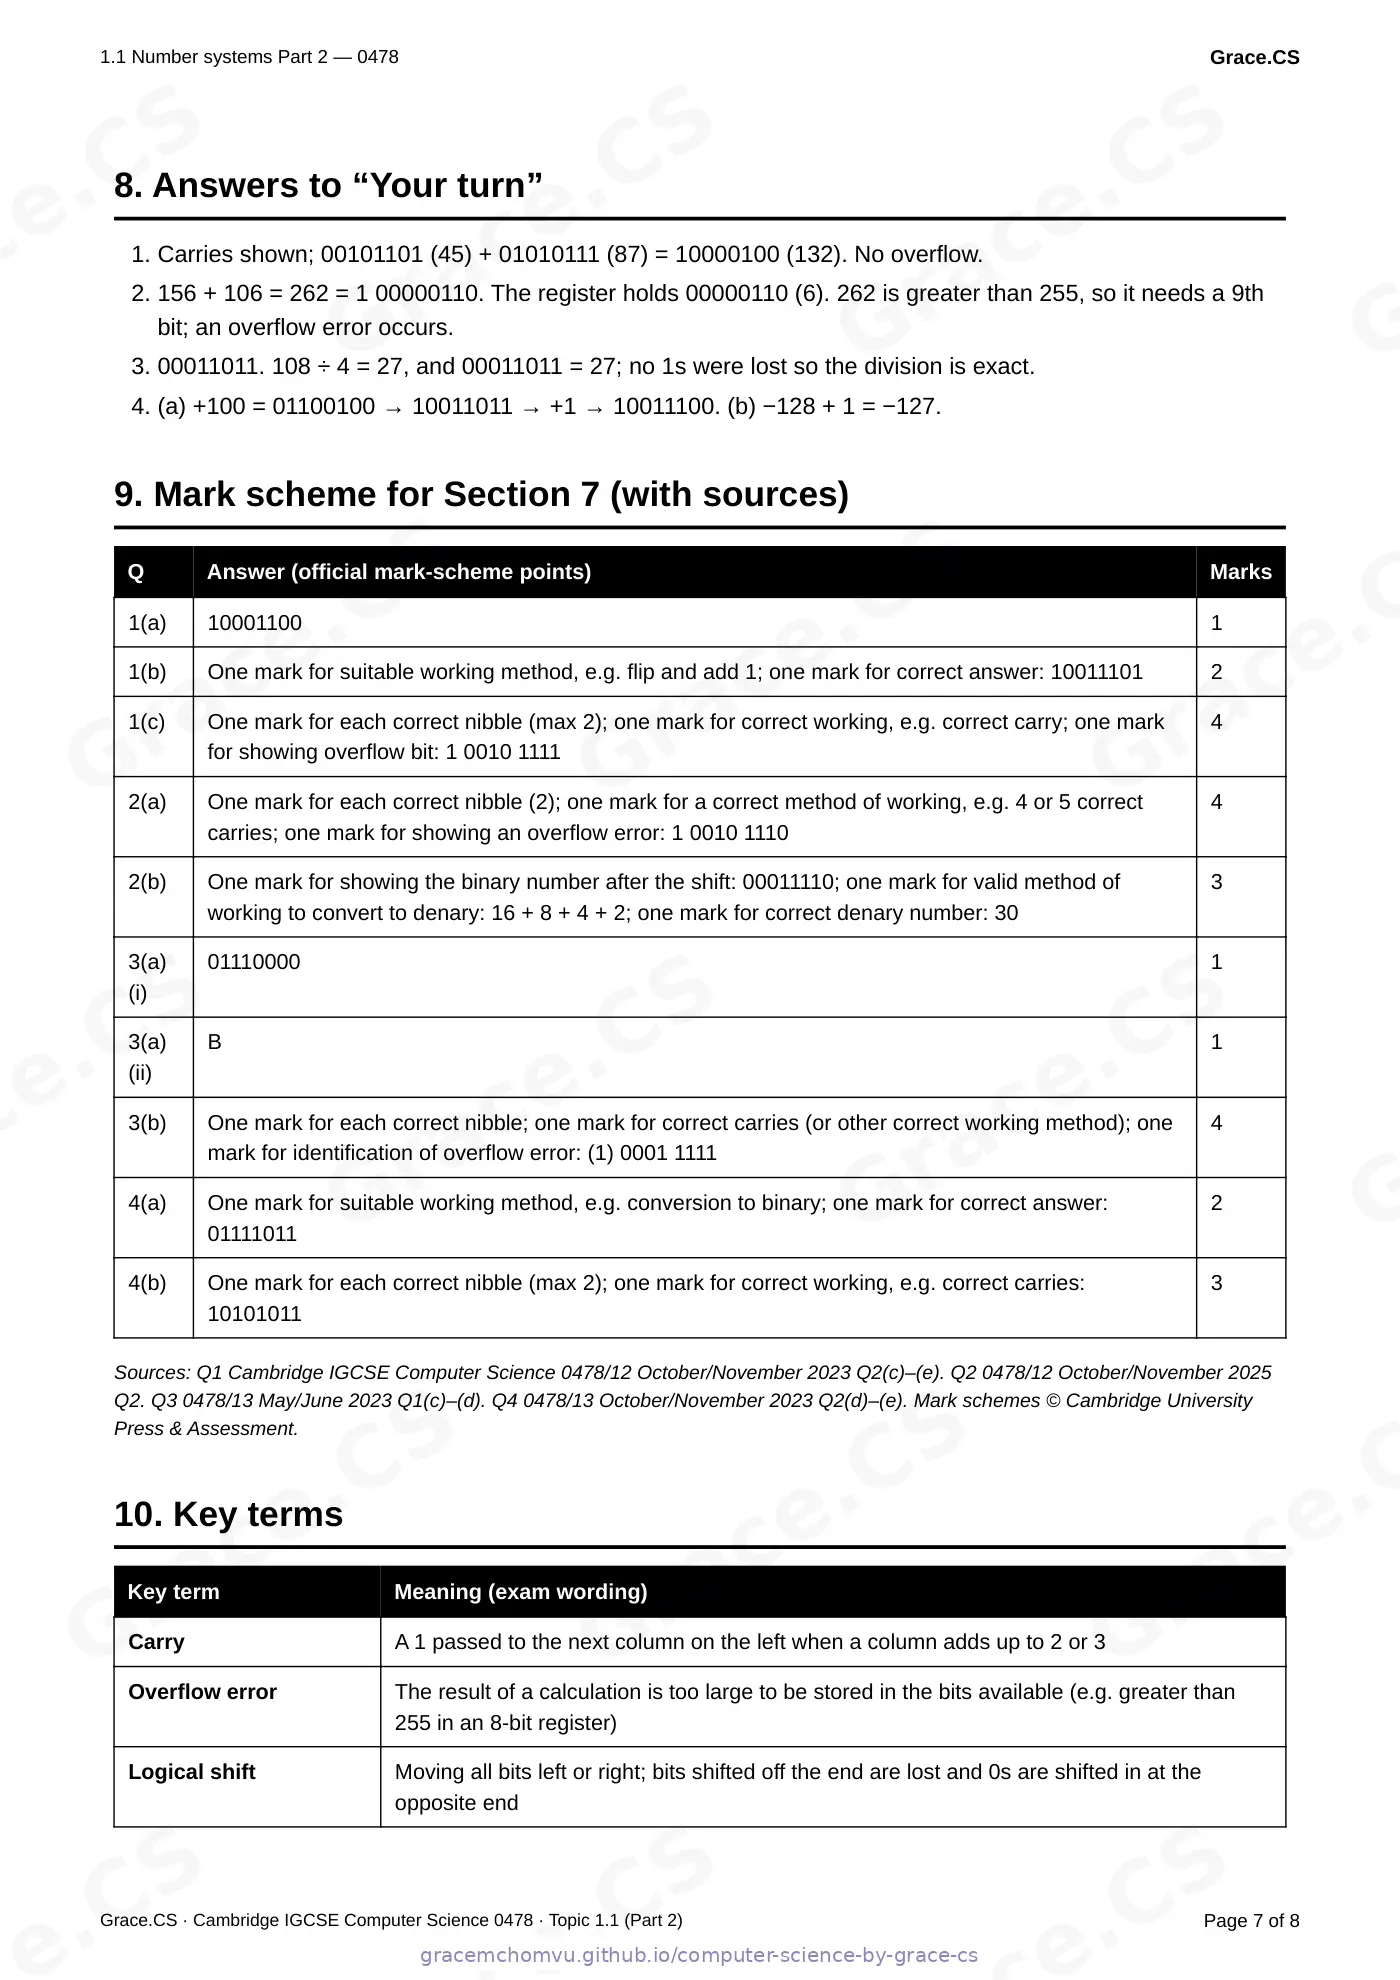 1.1 Number systems Part 2 — 0478
Grace.CS
8. Answers to “Your turn”
1. Carries shown; 00101101 (45) + 01010111 (87) = 10000100 (132). No overflow.
2. 156 + 106 = 262 = 1 00000110. The register holds 00000110 (6). 262 is greater than 255, so it needs a 9th
bit; an overflow error occurs.
3. 00011011. 108 ÷ 4 = 27, and 00011011 = 27; no 1s were lost so the division is exact.
4. (a) +100 = 01100100 → 10011011 → +1 → 10011100. (b) −128 + 1 = −127.
9. Mark scheme for Section 7 (with sources)
Q Answer (official mark-scheme points) Marks
1(a) 10001100 1
1(b) One mark for suitable working method, e.g. flip and add 1; one mark for correct answer: 10011101 2
1(c) One mark for each correct nibble (max 2); one mark for correct working, e.g. correct carry; one mark 4
for showing overflow bit: 1 0010 1111
2(a) One mark for each correct nibble (2); one mark for a correct method of working, e.g. 4 or 5 correct 4
carries; one mark for showing an overflow error: 1 0010 1110
2(b) One mark for showing the binary number after the shift: 00011110; one mark for valid method of 3
working to convert to denary: 16 + 8 + 4 + 2; one mark for correct denary number: 30
3(a) 01110000 1
(i)
3(a) B 1
(ii)
3(b) One mark for each correct nibble; one mark for correct carries (or other correct working method); one 4
mark for identification of overflow error: (1) 0001 1111
4(a) One mark for suitable working method, e.g. conversion to binary; one mark for correct answer: 2
01111011
4(b) One mark for each correct nibble (max 2); one mark for correct working, e.g. correct carries: 3
10101011
Sources: Q1 Cambridge IGCSE Computer Science 0478/12 October/November 2023 Q2(c)–(e). Q2 0478/12 October/November 2025
Q2. Q3 0478/13 May/June 2023 Q1(c)–(d). Q4 0478/13 October/November 2023 Q2(d)–(e). Mark schemes © Cambridge University
Press & Assessment.
10. Key terms
Key term Meaning (exam wording)
Carry A 1 passed to the next column on the left when a column adds up to 2 or 3
Overflow error The result of a calculation is too large to be stored in the bits available (e.g. greater than
255 in an 8-bit register)
Logical shift Moving all bits left or right; bits shifted off the end are lost and 0s are shifted in at the
opposite end
Grace.CS · Cambridge IGCSE Computer Science 0478 · Topic 1.1 (Part 2)
Page 7 of 8
gracemchomvu.github.io/computer-science-by-grace-cs